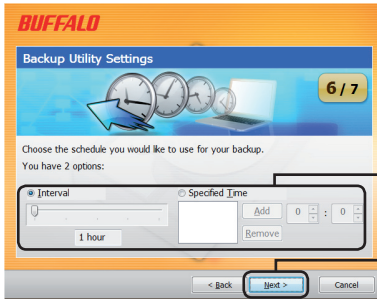 BUFFALO
Backup Utility Settings
6 / 7
Choose the schedule you would like to use for your backup.
You have 2 options:
Interval
Specified Time
Add
0 : 0
1 hour
Remove
< Back
Next >
Cancel